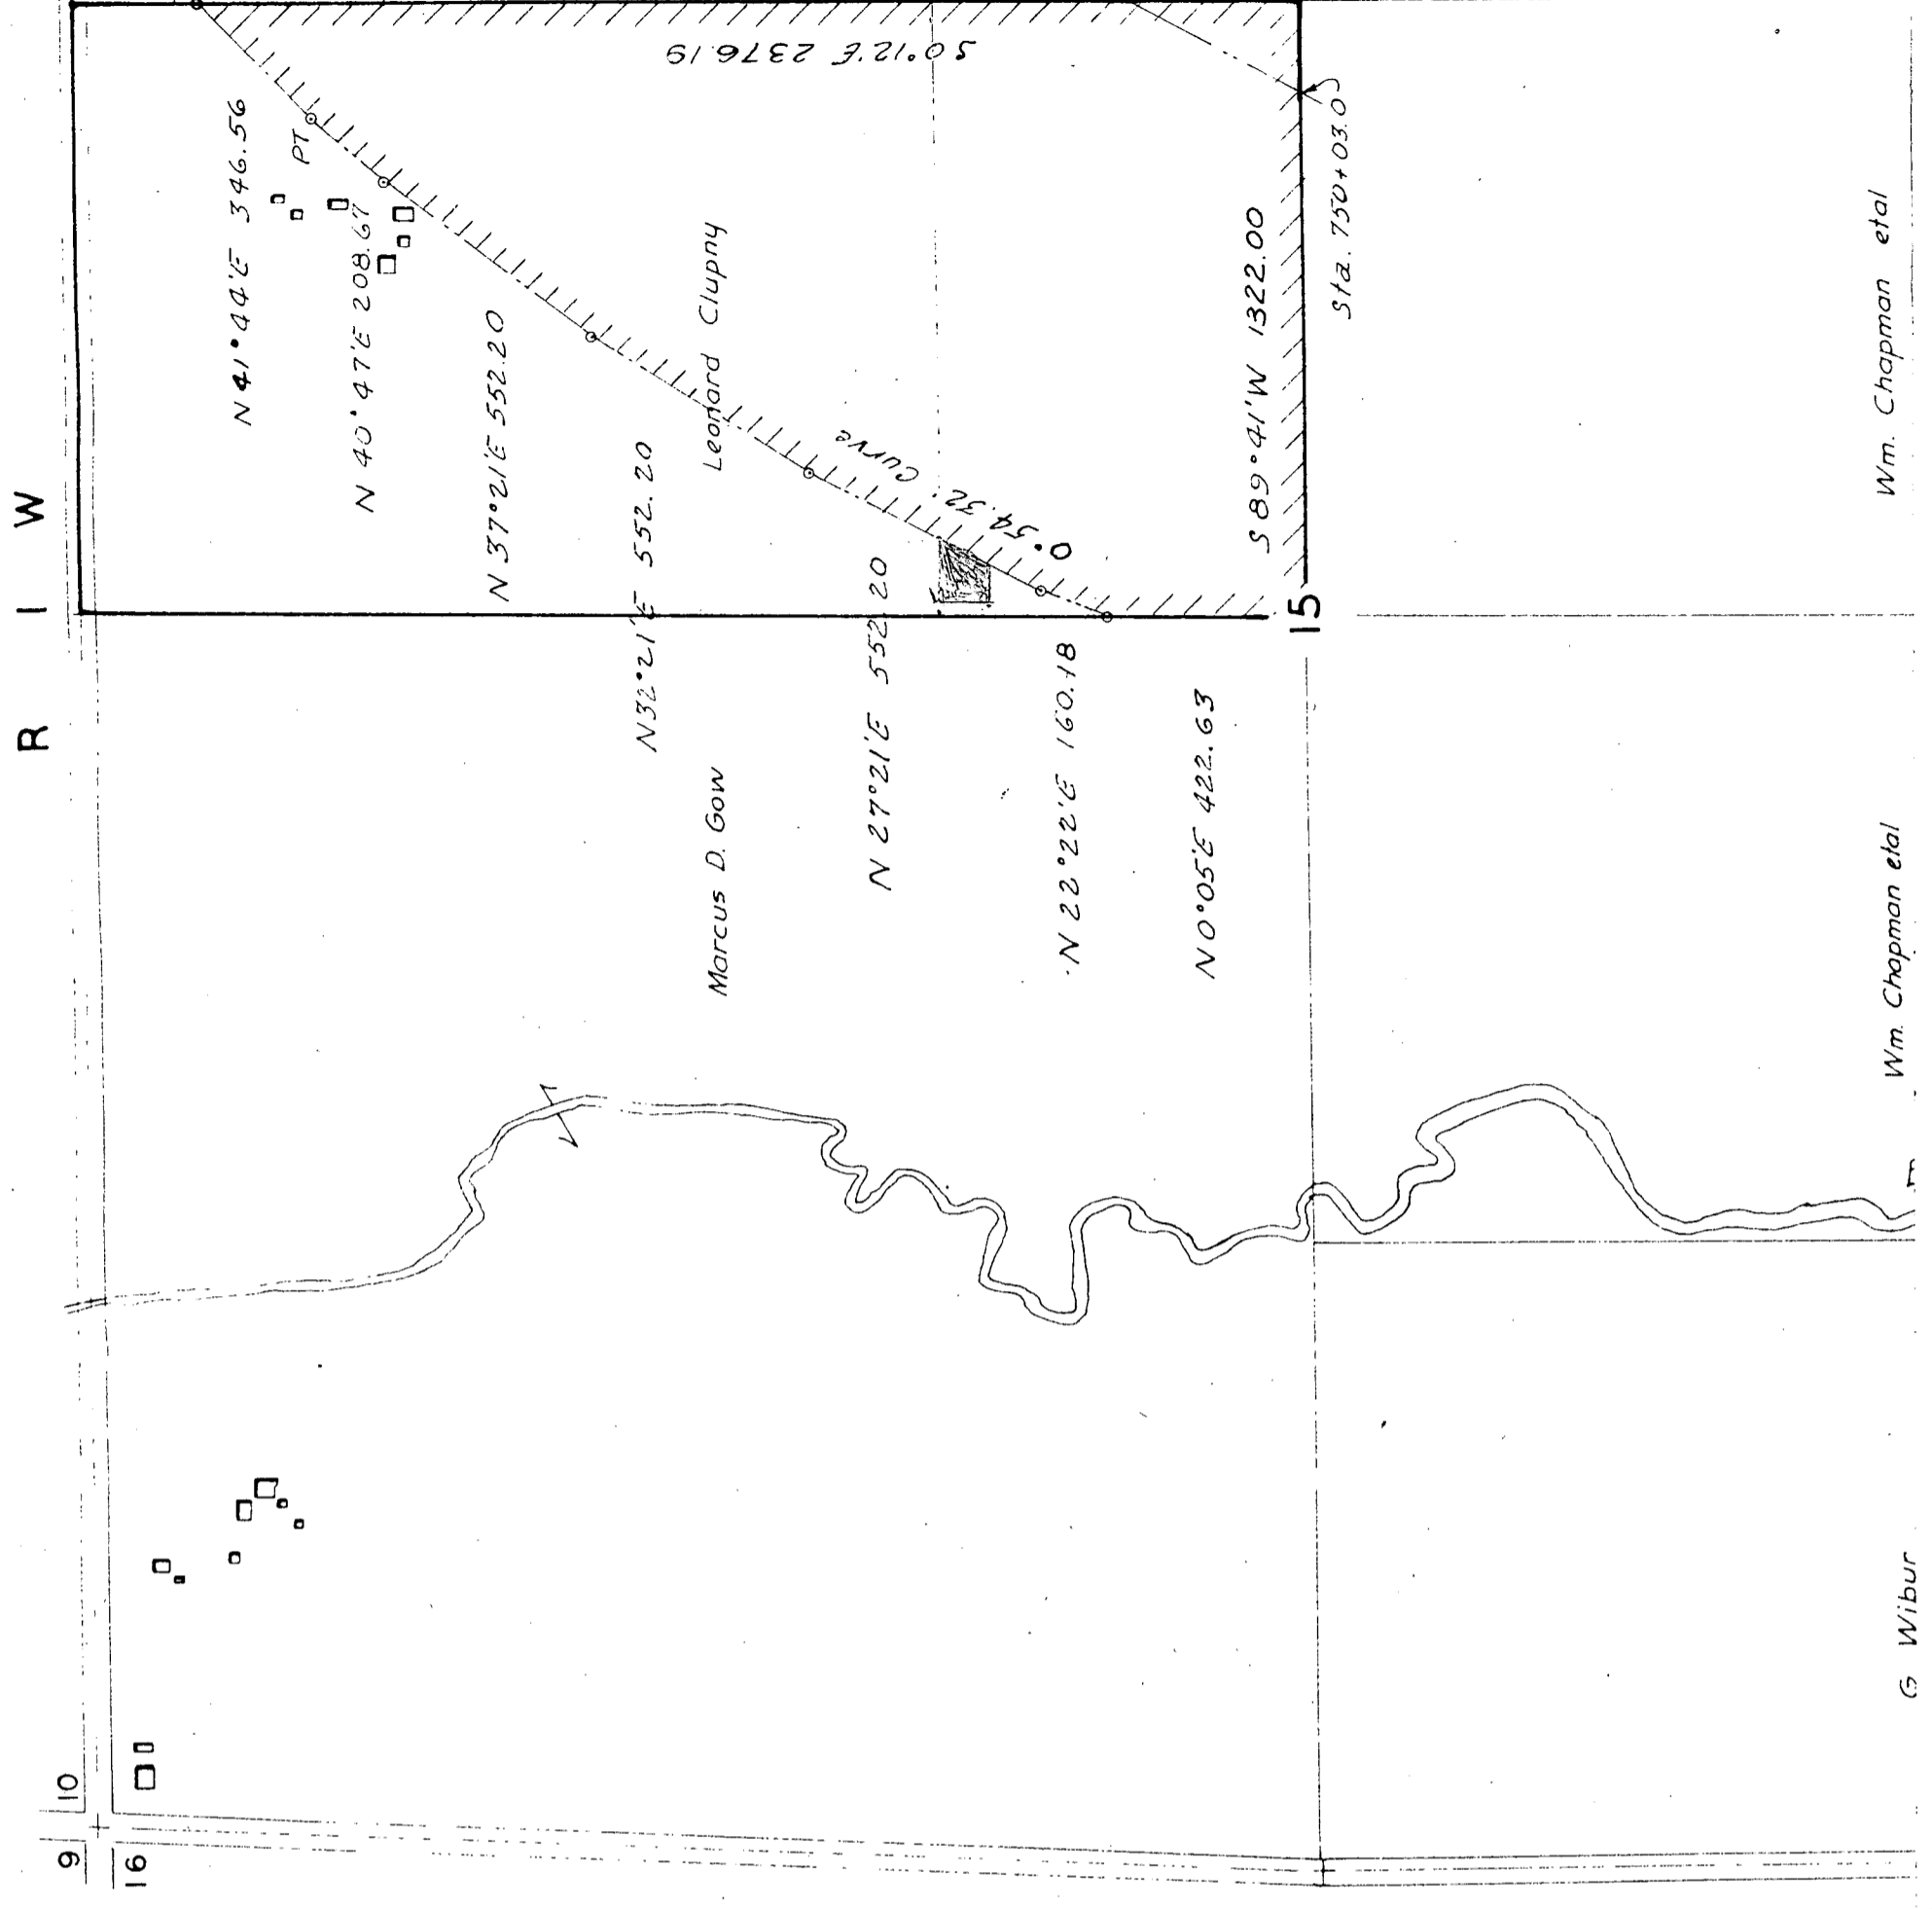 R 1 W
9
10
16
15
N 41°44'E 346.56
PT
N 40°47'E 208.67
N 37°21'E 552.20
N 32°21'E 552.20
N 27°21'E 552.20
N 22°22'E 160.18
N 0°05'E 422.63
S 0°12'E 2376.19
S 89°41'W 1322.00
Sta. 750+03.0
0°54.32' Curve
Leonard Clupny
Marcus D. Gow
Wm. Chapman etal
Wm. Chapman etal
G Wibur